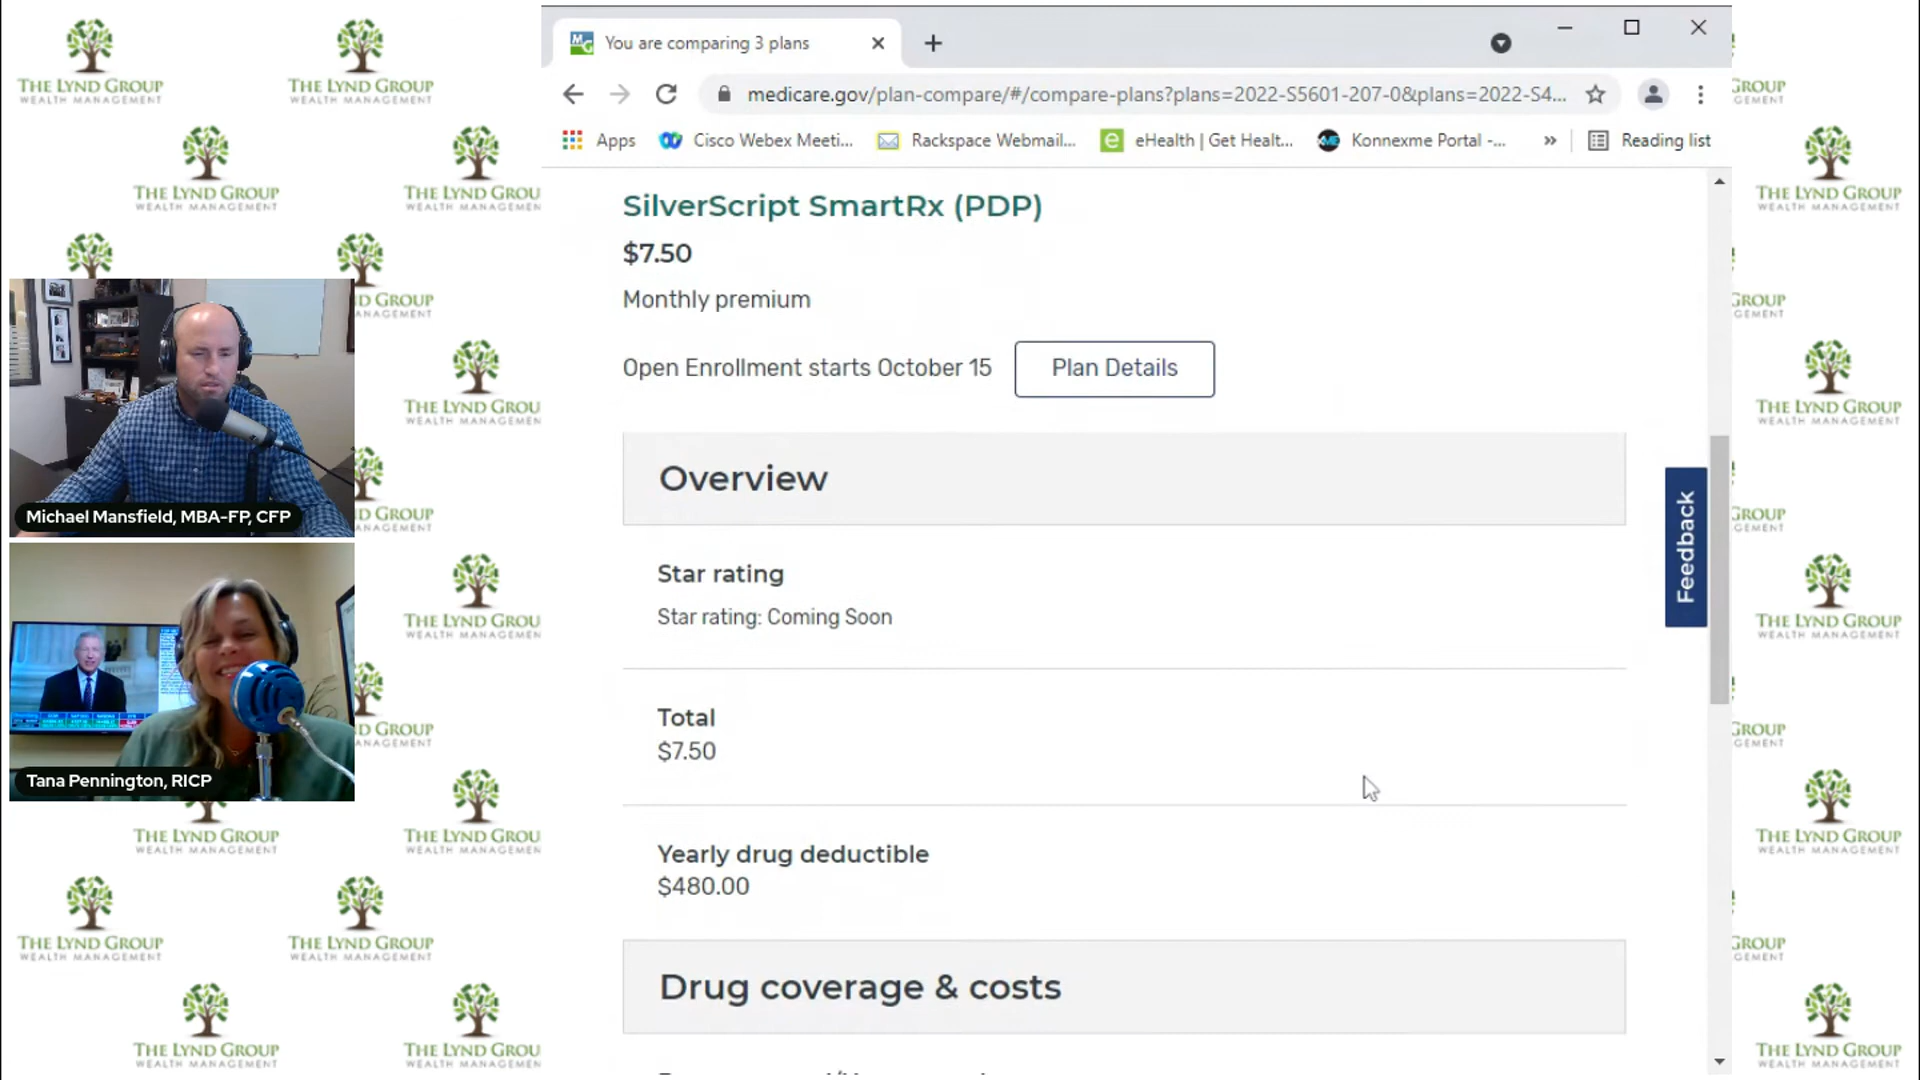 THE LYND GROUP
WEALTH MANAGEMENT
You are comparing 3 plans
medicare.gov/plan-compare/#/compare-plans?plans=2022-S5601-207-0&plans=2022-S4...
Apps
Cisco Webex Meeti...
Rackspace Webmail...
eHealth | Get Healt...
Konnexme Portal -...
»
Reading list
SilverScript SmartRx (PDP)
$7.50
Monthly premium
Open Enrollment starts October 15
Plan Details
Overview
Star rating
Star rating: Coming Soon
Total
$7.50
Yearly drug deductible
$480.00
Drug coverage & costs
Feedback
Michael Mansfield, MBA-FP, CFP
Tana Pennington, RICP